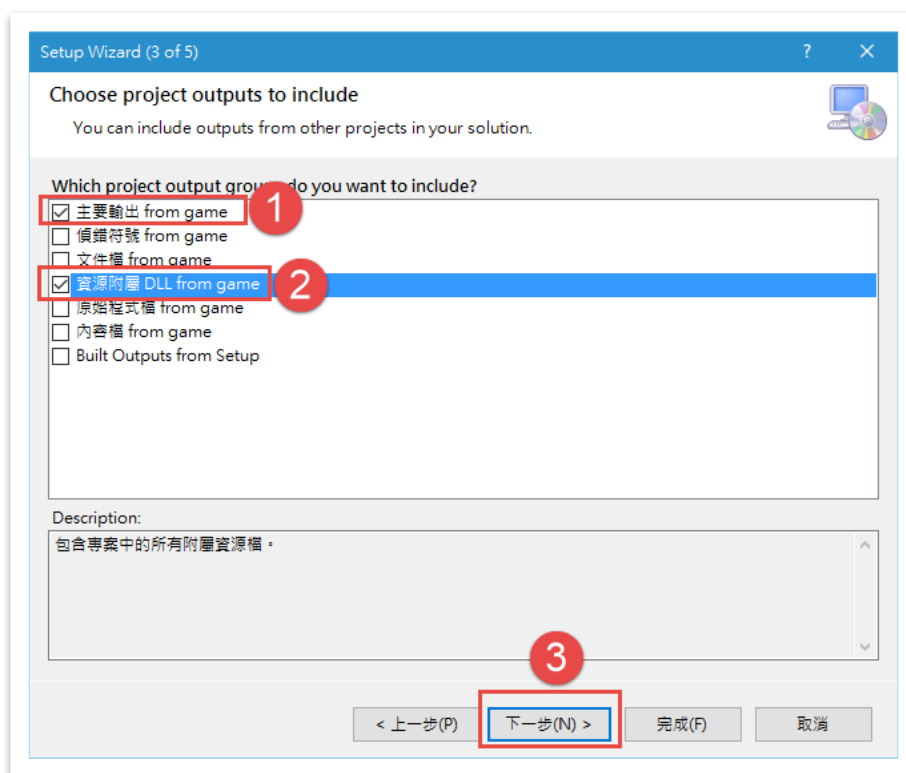 Setup Wizard (3 of 5)
?
Choose project outputs to include
You can include outputs from other projects in your solution.
Which project output groups do you want to include?
1
主要輸出 from game
偵錯符號 from game
文件檔 from game
資源附屬 DLL from game
2
原始程式檔 from game
內容檔 from game
Built Outputs from Setup
Description:
包含專案中的所有附屬資源檔。
3
< 上一步(P)
下一步(N) >
完成(F)
取消